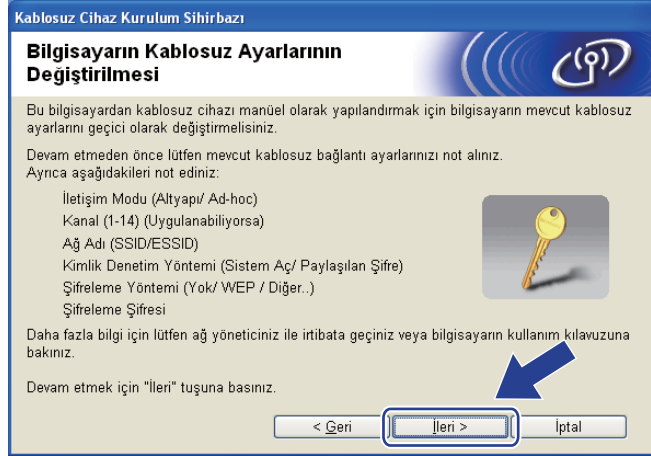 Kablosuz Cihaz Kurulum Sihirbazı
Bilgisayarın Kablosuz Ayarlarının
Değiştirilmesi
Bu bilgisayardan kablosuz cihazı manüel olarak yapılandırmak için bilgisayarın mevcut kablosuz
ayarlarını geçici olarak değiştirmelisiniz.
Devam etmeden önce lütfen mevcut kablosuz bağlantı ayarlarınızı not alınız.
Ayrıca aşağıdakileri not ediniz:
İletişim Modu (Altyapı/ Ad-hoc)
Kanal (1-14) (Uygulanabiliyorsa)
Ağ Adı (SSID/ESSID)
Kimlik Denetim Yöntemi (Sistem Aç/ Paylaşılan Şifre)
Şifreleme Yöntemi (Yok/ WEP / Diğer..)
Şifreleme Şifresi
Daha fazla bilgi için lütfen ağ yöneticiniz ile irtibata geçiniz veya bilgisayarın kullanım kılavuzuna
bakınız.
Devam etmek için "İleri" tuşuna basınız.
< Geri İleri > İptal